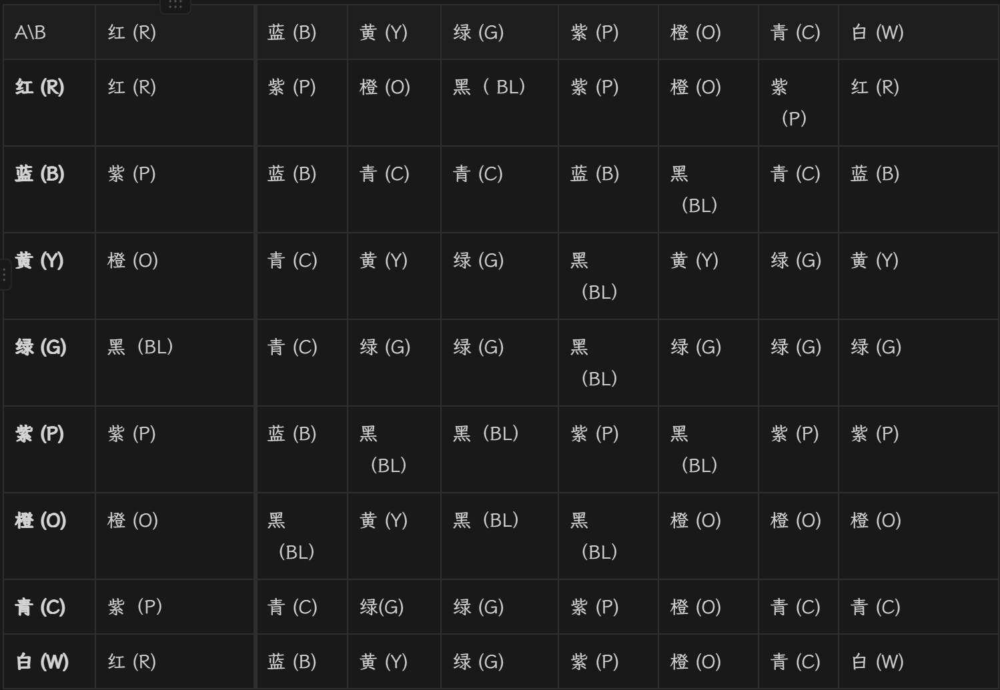 A\B 红 (R) 蓝 (B) 黄 (Y) 绿 (G) 紫 (P) 橙 (O) 青 (C) 白 (W)
红 (R) 红 (R) 紫 (P) 橙 (O) 黑（ BL） 紫 (P) 橙 (O) 紫 红 (R)
（P）
蓝 (B) 紫 (P) 蓝 (B) 青 (C) 青 (C) 蓝 (B) 黑 青 (C) 蓝 (B)
（BL）
黄 (Y) 橙 (O) 青 (C) 黄 (Y) 绿 (G) 黑 黄 (Y) 绿 (G) 黄 (Y)
（BL）
绿 (G) 黑（BL） 青 (C) 绿 (G) 绿 (G) 黑 绿 (G) 绿 (G) 绿 (G)
（BL）
紫 (P) 紫 (P) 蓝 (B) 黑 黑（BL） 紫 (P) 黑 紫 (P) 紫 (P)
（BL） （BL）
橙 (O) 橙 (O) 黑 黄 (Y) 黑（BL） 黑 橙 (O) 橙 (O) 橙 (O)
（BL） （BL）
青 (C) 紫（P） 青 (C) 绿(G) 绿 (G) 紫 (P) 橙 (O) 青 (C) 青 (C)
白 (W) 红 (R) 蓝 (B) 黄 (Y) 绿 (G) 紫 (P) 橙 (O) 青 (C) 白 (W)